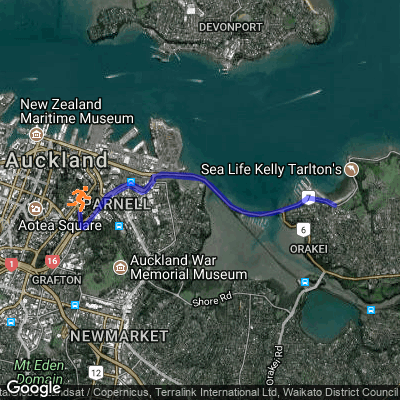 DEVONPORT
New Zealand
Maritime Museum
Sea Life Kelly Tarlton's
Auckland
PARNELL
Aotea Square
6
ORAKEI
Auckland War
Memorial Museum
1
16
GRAFTON
Shore Rd
NEWMARKET
Orakei Rd
Mt Eden
Domain
12
Google
sat / Copernicus, Terralink International Ltd, Waikato District Council